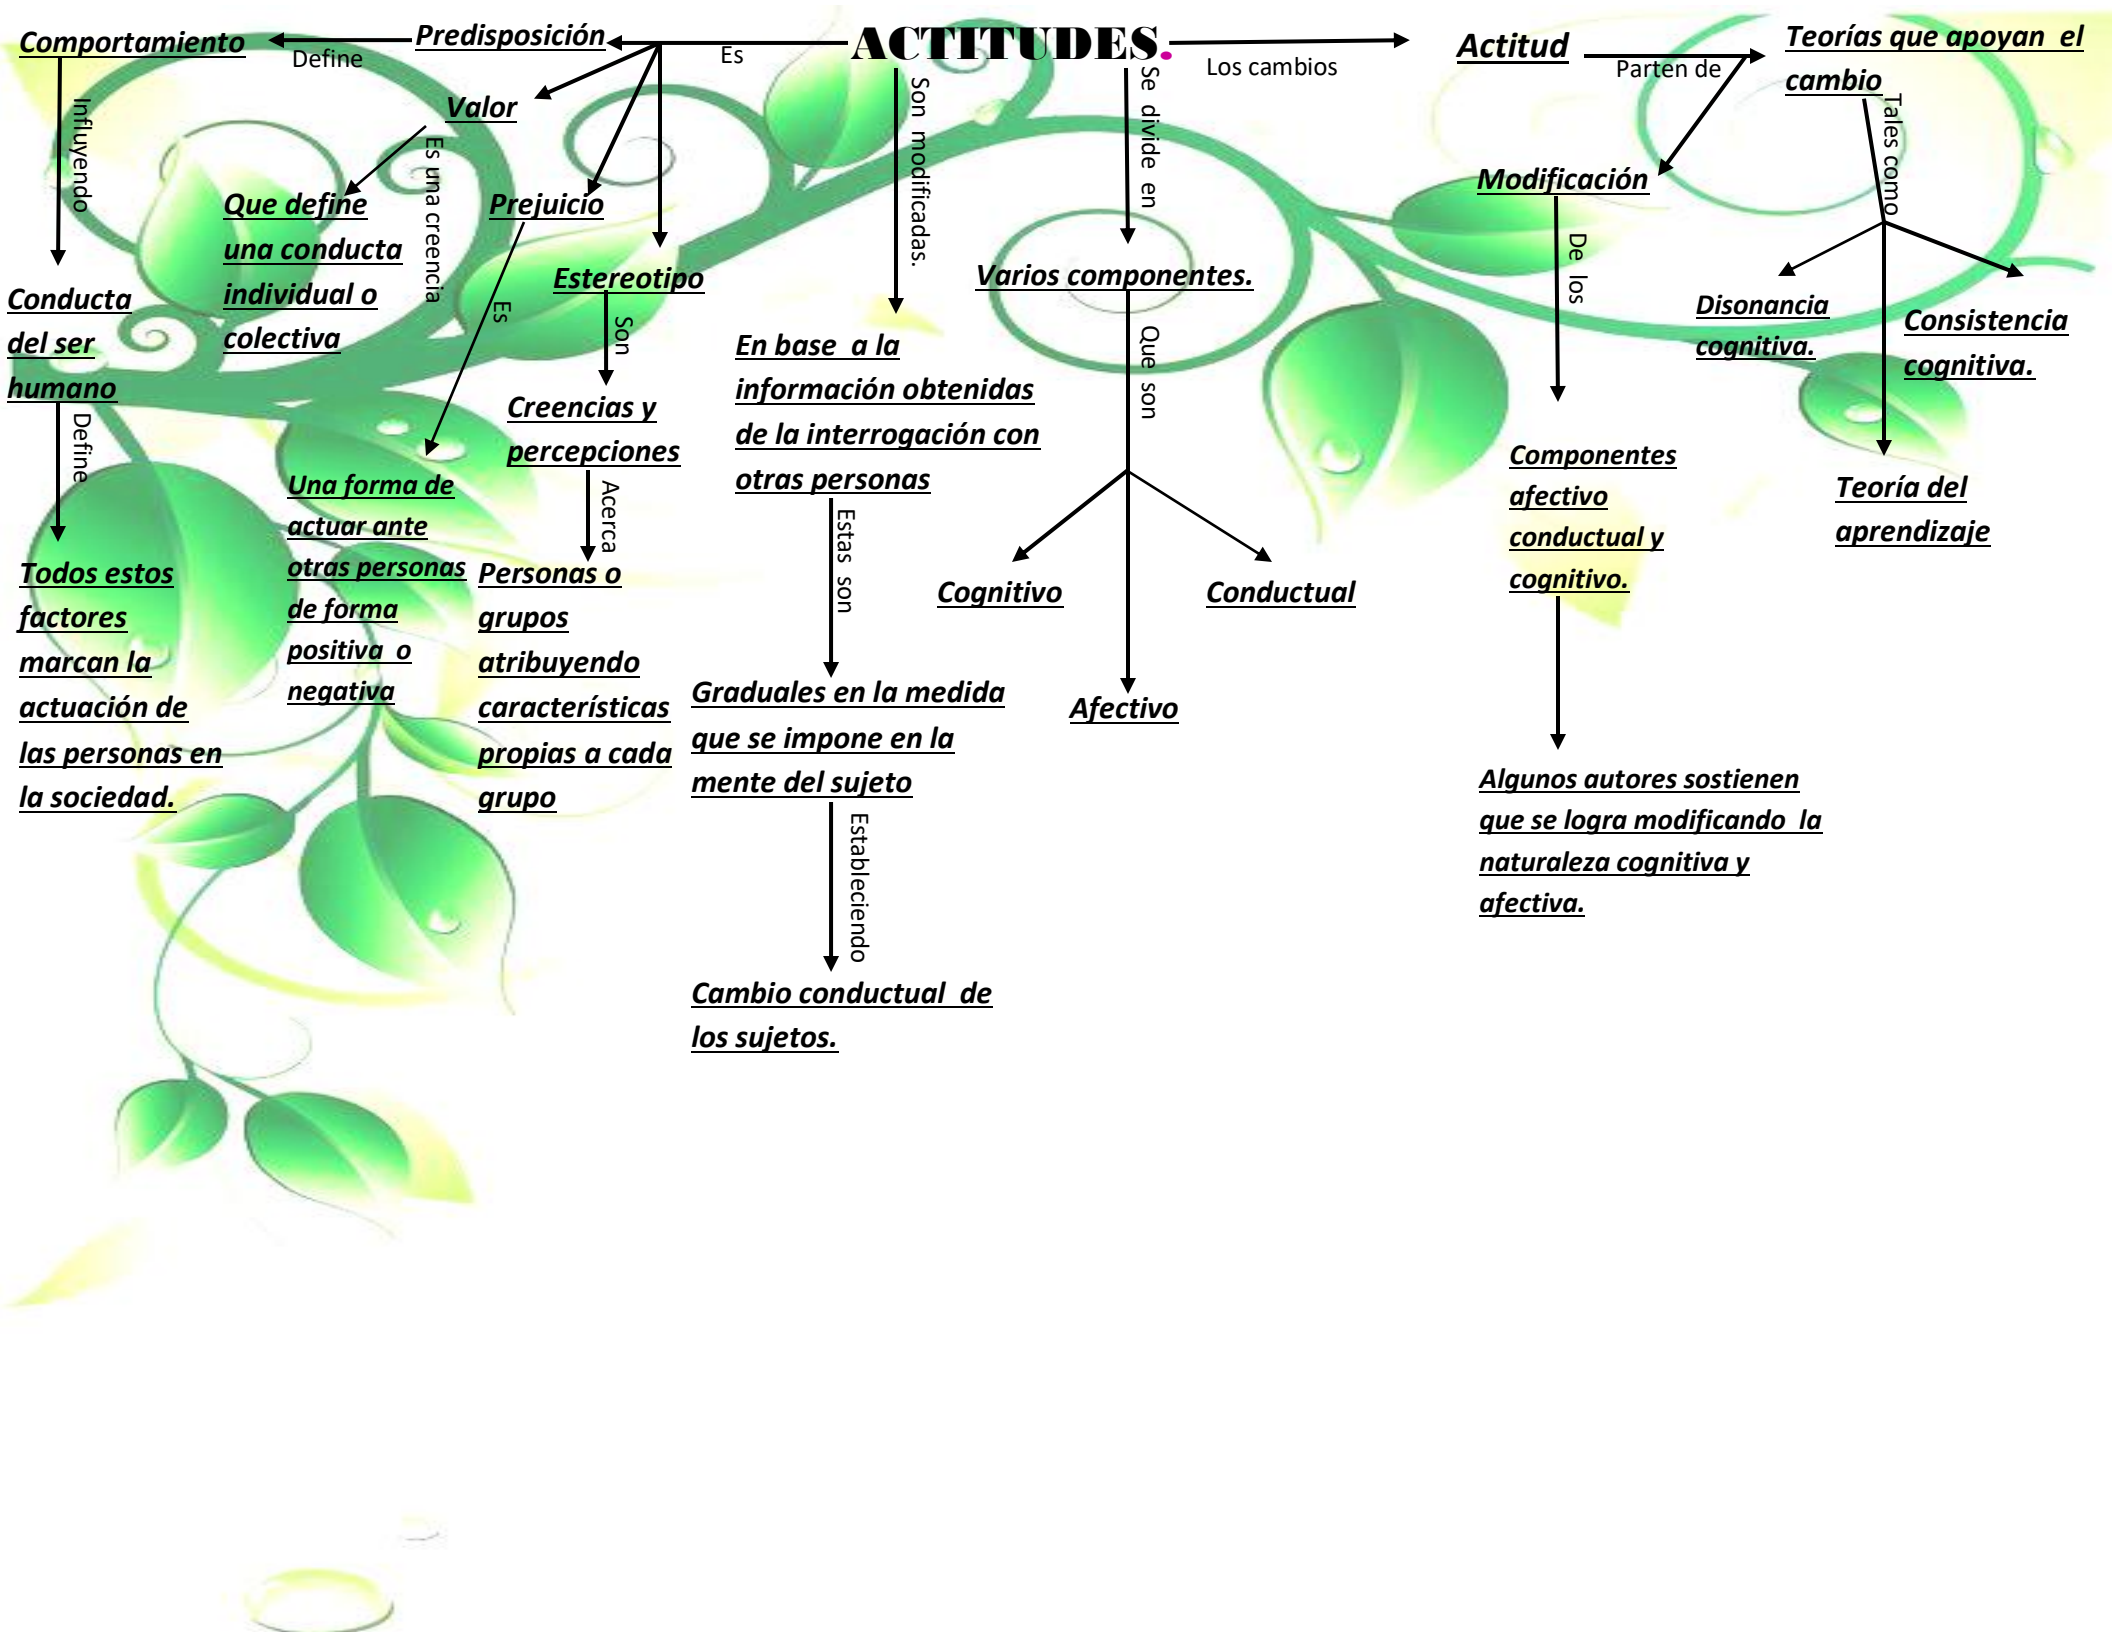 ACTITUDES.
Es
Predisposición
Define
Comportamiento
Influyendo
Conducta
del ser
humano
Define
Todos estos
factores
marcan la
actuación de
las personas en
la sociedad.
Valor
Es una creencia
Que define
una conducta
individual o
colectiva
Prejuicio
Es
Una forma de
actuar ante
otras personas
de forma
positiva o
negativa
Estereotipo
Son
Creencias y
percepciones
Acerca
Personas o
grupos
atribuyendo
características
propias a cada
grupo
Son modificadas.
En base a la
información obtenidas
de la interrogación con
otras personas
Estas son
Graduales en la medida
que se impone en la
mente del sujeto
Estableciendo
Cambio conductual de
los sujetos.
Se divide en
Varios componentes.
Que son
Cognitivo
Afectivo
Conductual
Los cambios
Actitud
Parten de
Modificación
De los
Componentes
afectivo
conductual y
cognitivo.
Algunos autores sostienen
que se logra modificando la
naturaleza cognitiva y
afectiva.
Teorías que apoyan el
cambio
Tales como
Disonancia
cognitiva.
Teoría del
aprendizaje
Consistencia
cognitiva.